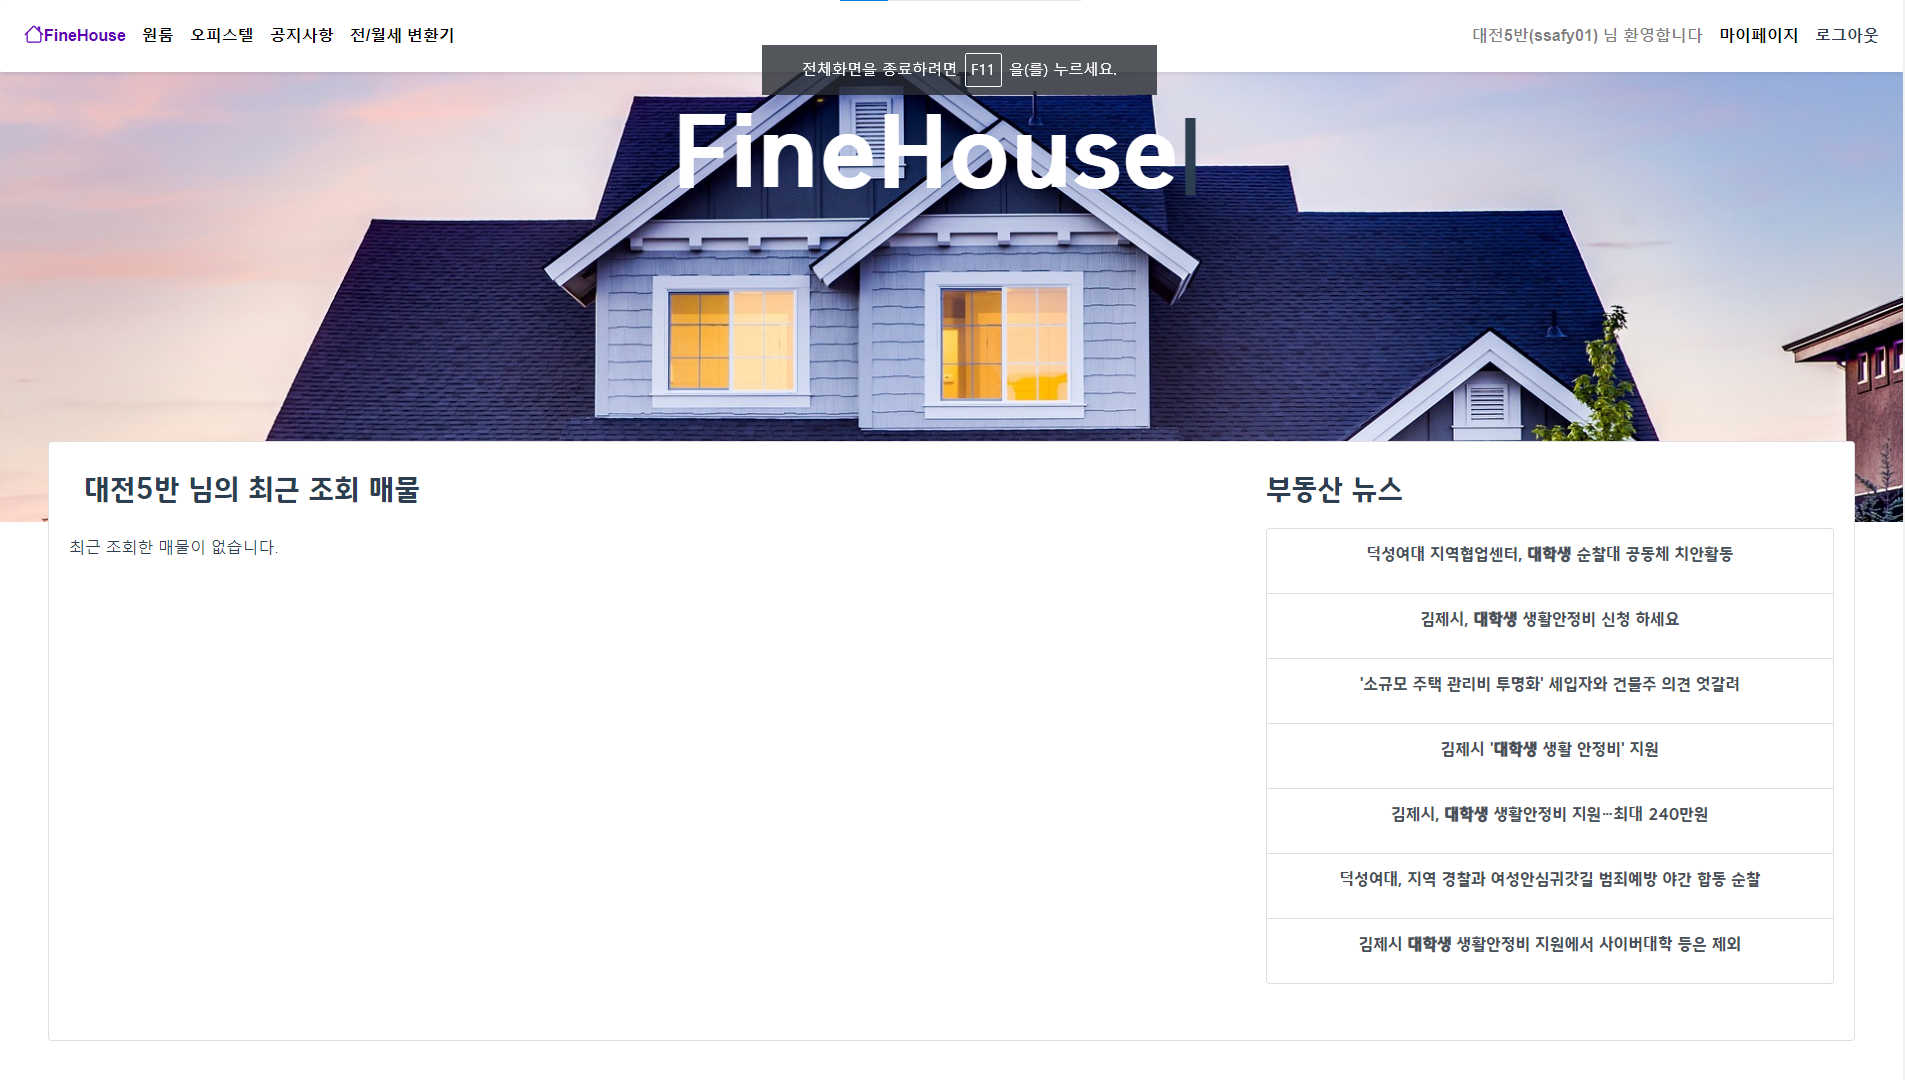 FineHouse 원룸 오피스텔 공지사항 전/월세 변환기 대전5반(ssafy01) 님 환영합니다 마이페이지 로그아웃
전체화면을 종료하려면 F11 을(를) 누르세요.
FineHouse
대전5반 님의 최근 조회 매물
최근 조회한 매물이 없습니다.
부동산 뉴스
덕성여대 지역협업센터, 대학생 순찰대 공동체 치안활동
김제시, 대학생 생활안정비 신청 하세요
'소규모 주택 관리비 투명화' 세입자와 건물주 의견 엇갈려
김제시 '대학생 생활 안정비' 지원
김제시, 대학생 생활안정비 지원…최대 240만원
덕성여대, 지역 경찰과 여성안심귀갓길 범죄예방 야간 합동 순찰
김제시 대학생 생활안정비 지원에서 사이버대학 등은 제외